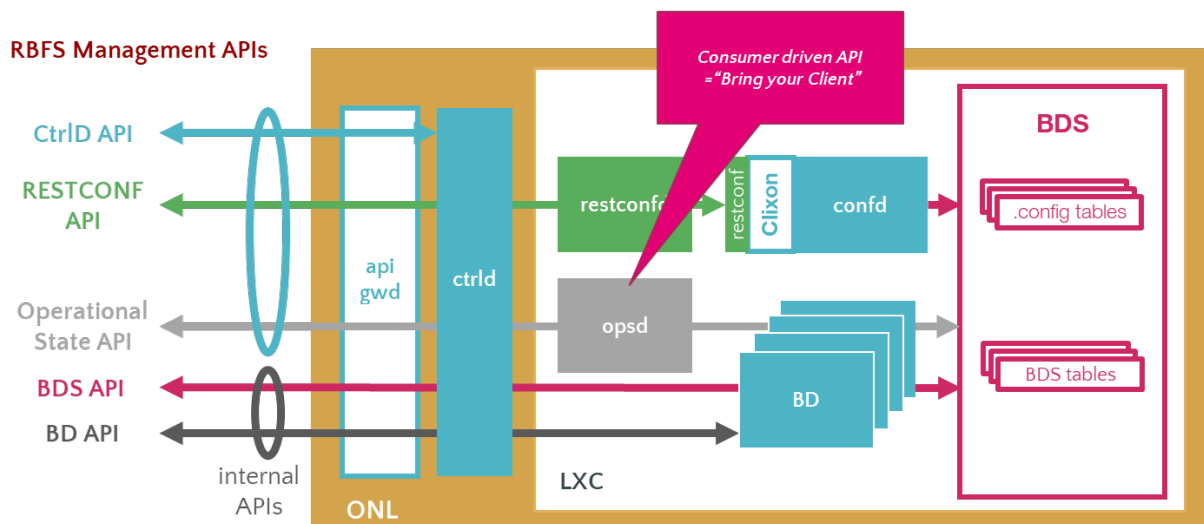 RBFS Management APIs
Consumer driven API
="Bring your Client"
CtrlD API
RESTCONF
API
Operational
State API
BDS API
BD API
internal
APIs
api
gwd
ctrld
ONL
restconfd
restconf
Clixon
confd
opsd
BD
LXC
BDS
.config tables
BDS tables